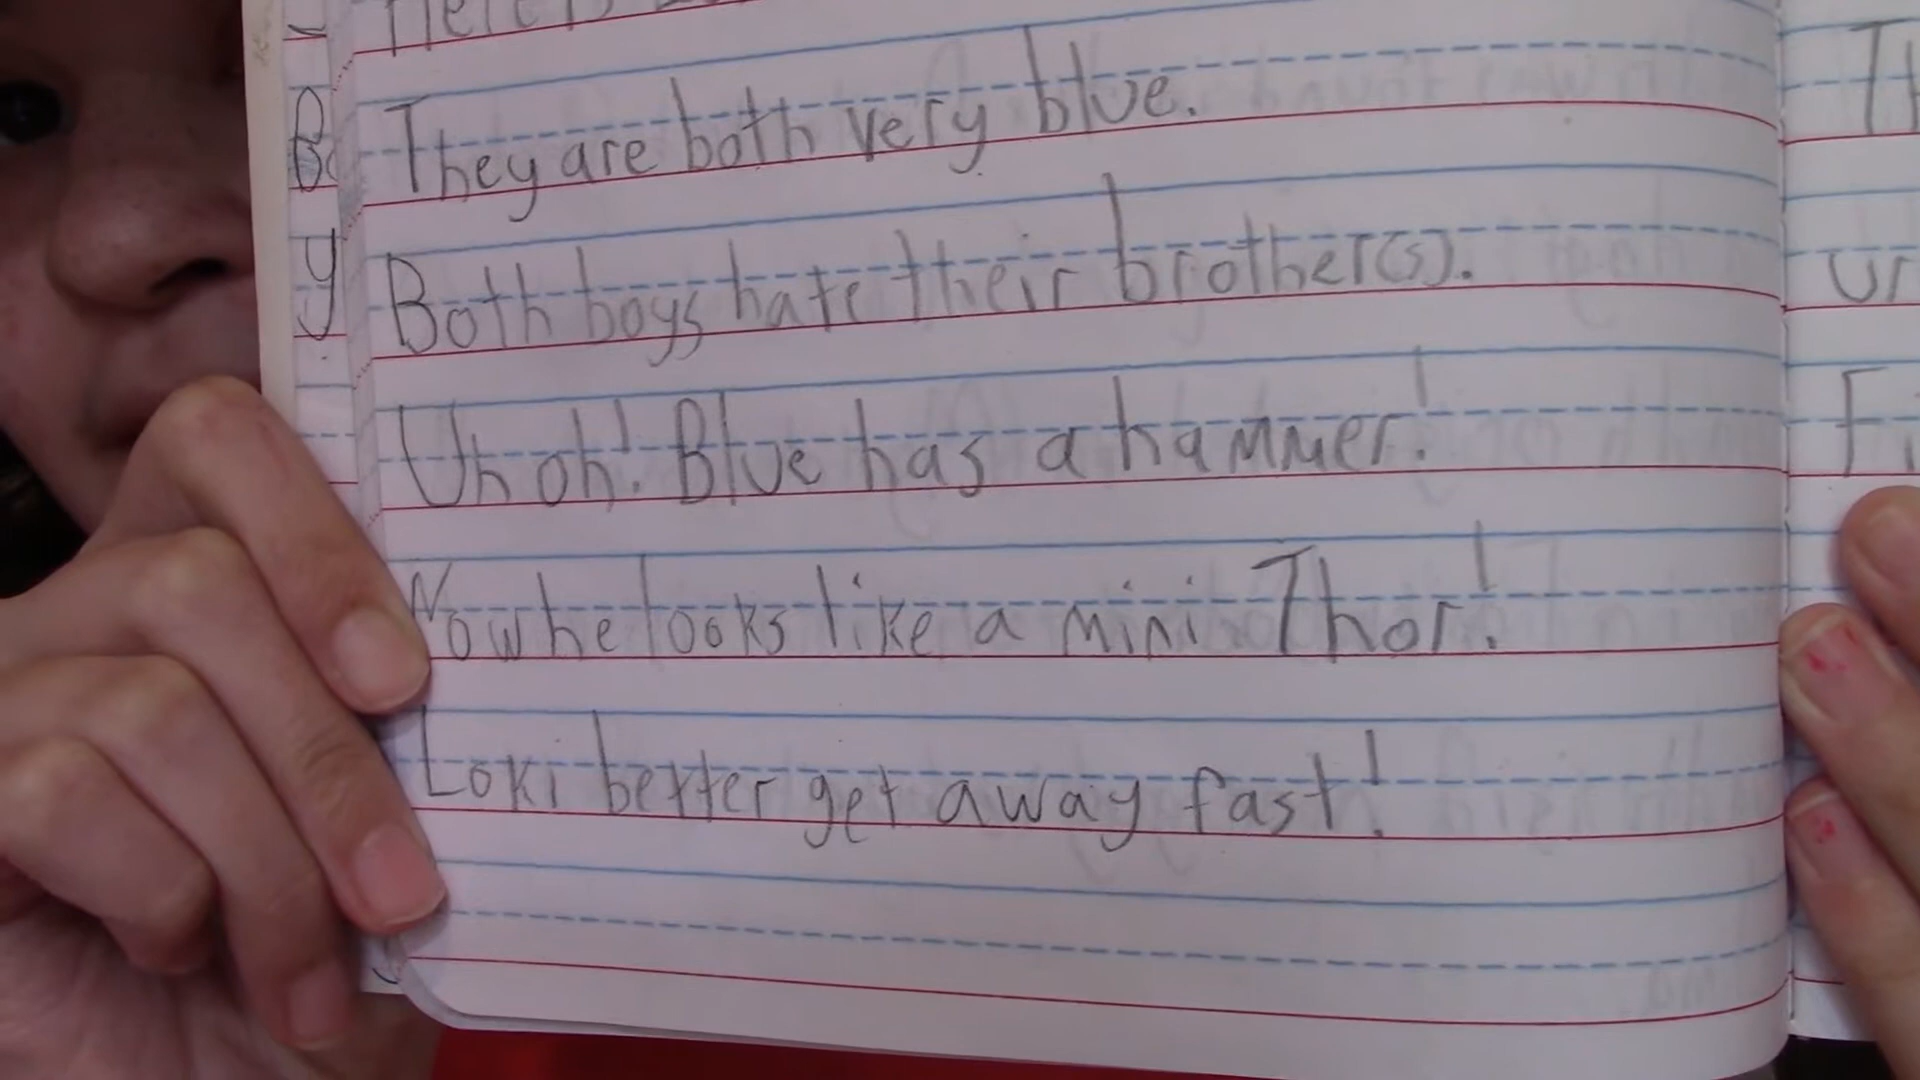 They are both very blue.
Both boys hate their brother(s).
Uh oh! Blue has a hammer!
Now he looks like a mini Thor!
Loki better get away fast!